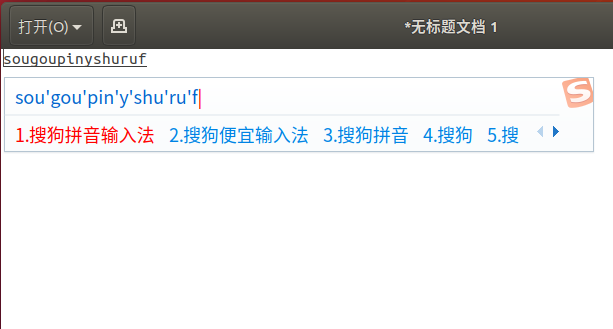 打开(O) *无标题文档 1
sougoupinyshuruf
sou'gou'pin'y'shu'ru'f
1.搜狗拼音输入法 2.搜狗便宜输入法 3.搜狗拼音 4.搜狗 5.搜